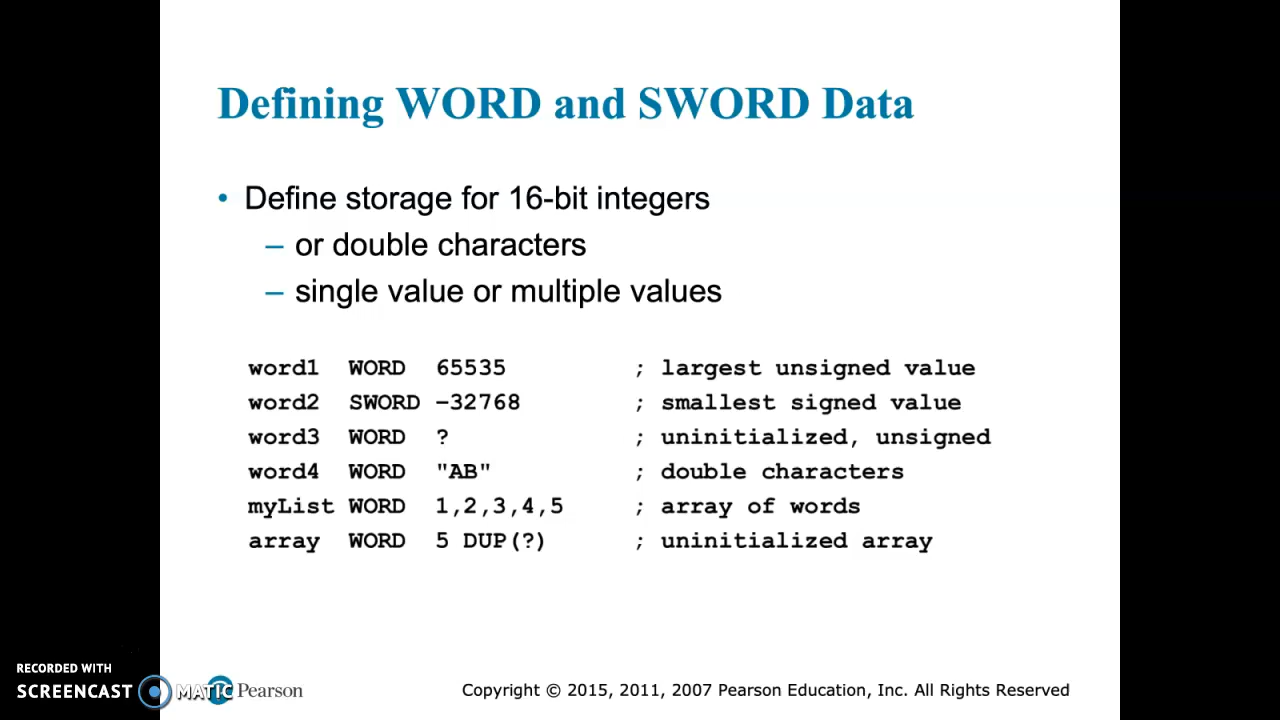 Defining WORD and SWORD Data
• Define storage for 16-bit integers
– or double characters
– single value or multiple values
word1 WORD 65535 ; largest unsigned value
word2 SWORD –32768 ; smallest signed value
word3 WORD ? ; uninitialized, unsigned
word4 WORD "AB" ; double characters
myList WORD 1,2,3,4,5 ; array of words
array WORD 5 DUP(?) ; uninitialized array
RECORDED WITH
SCREENCAST MATIC
Pearson
Copyright © 2015, 2011, 2007 Pearson Education, Inc. All Rights Reserved